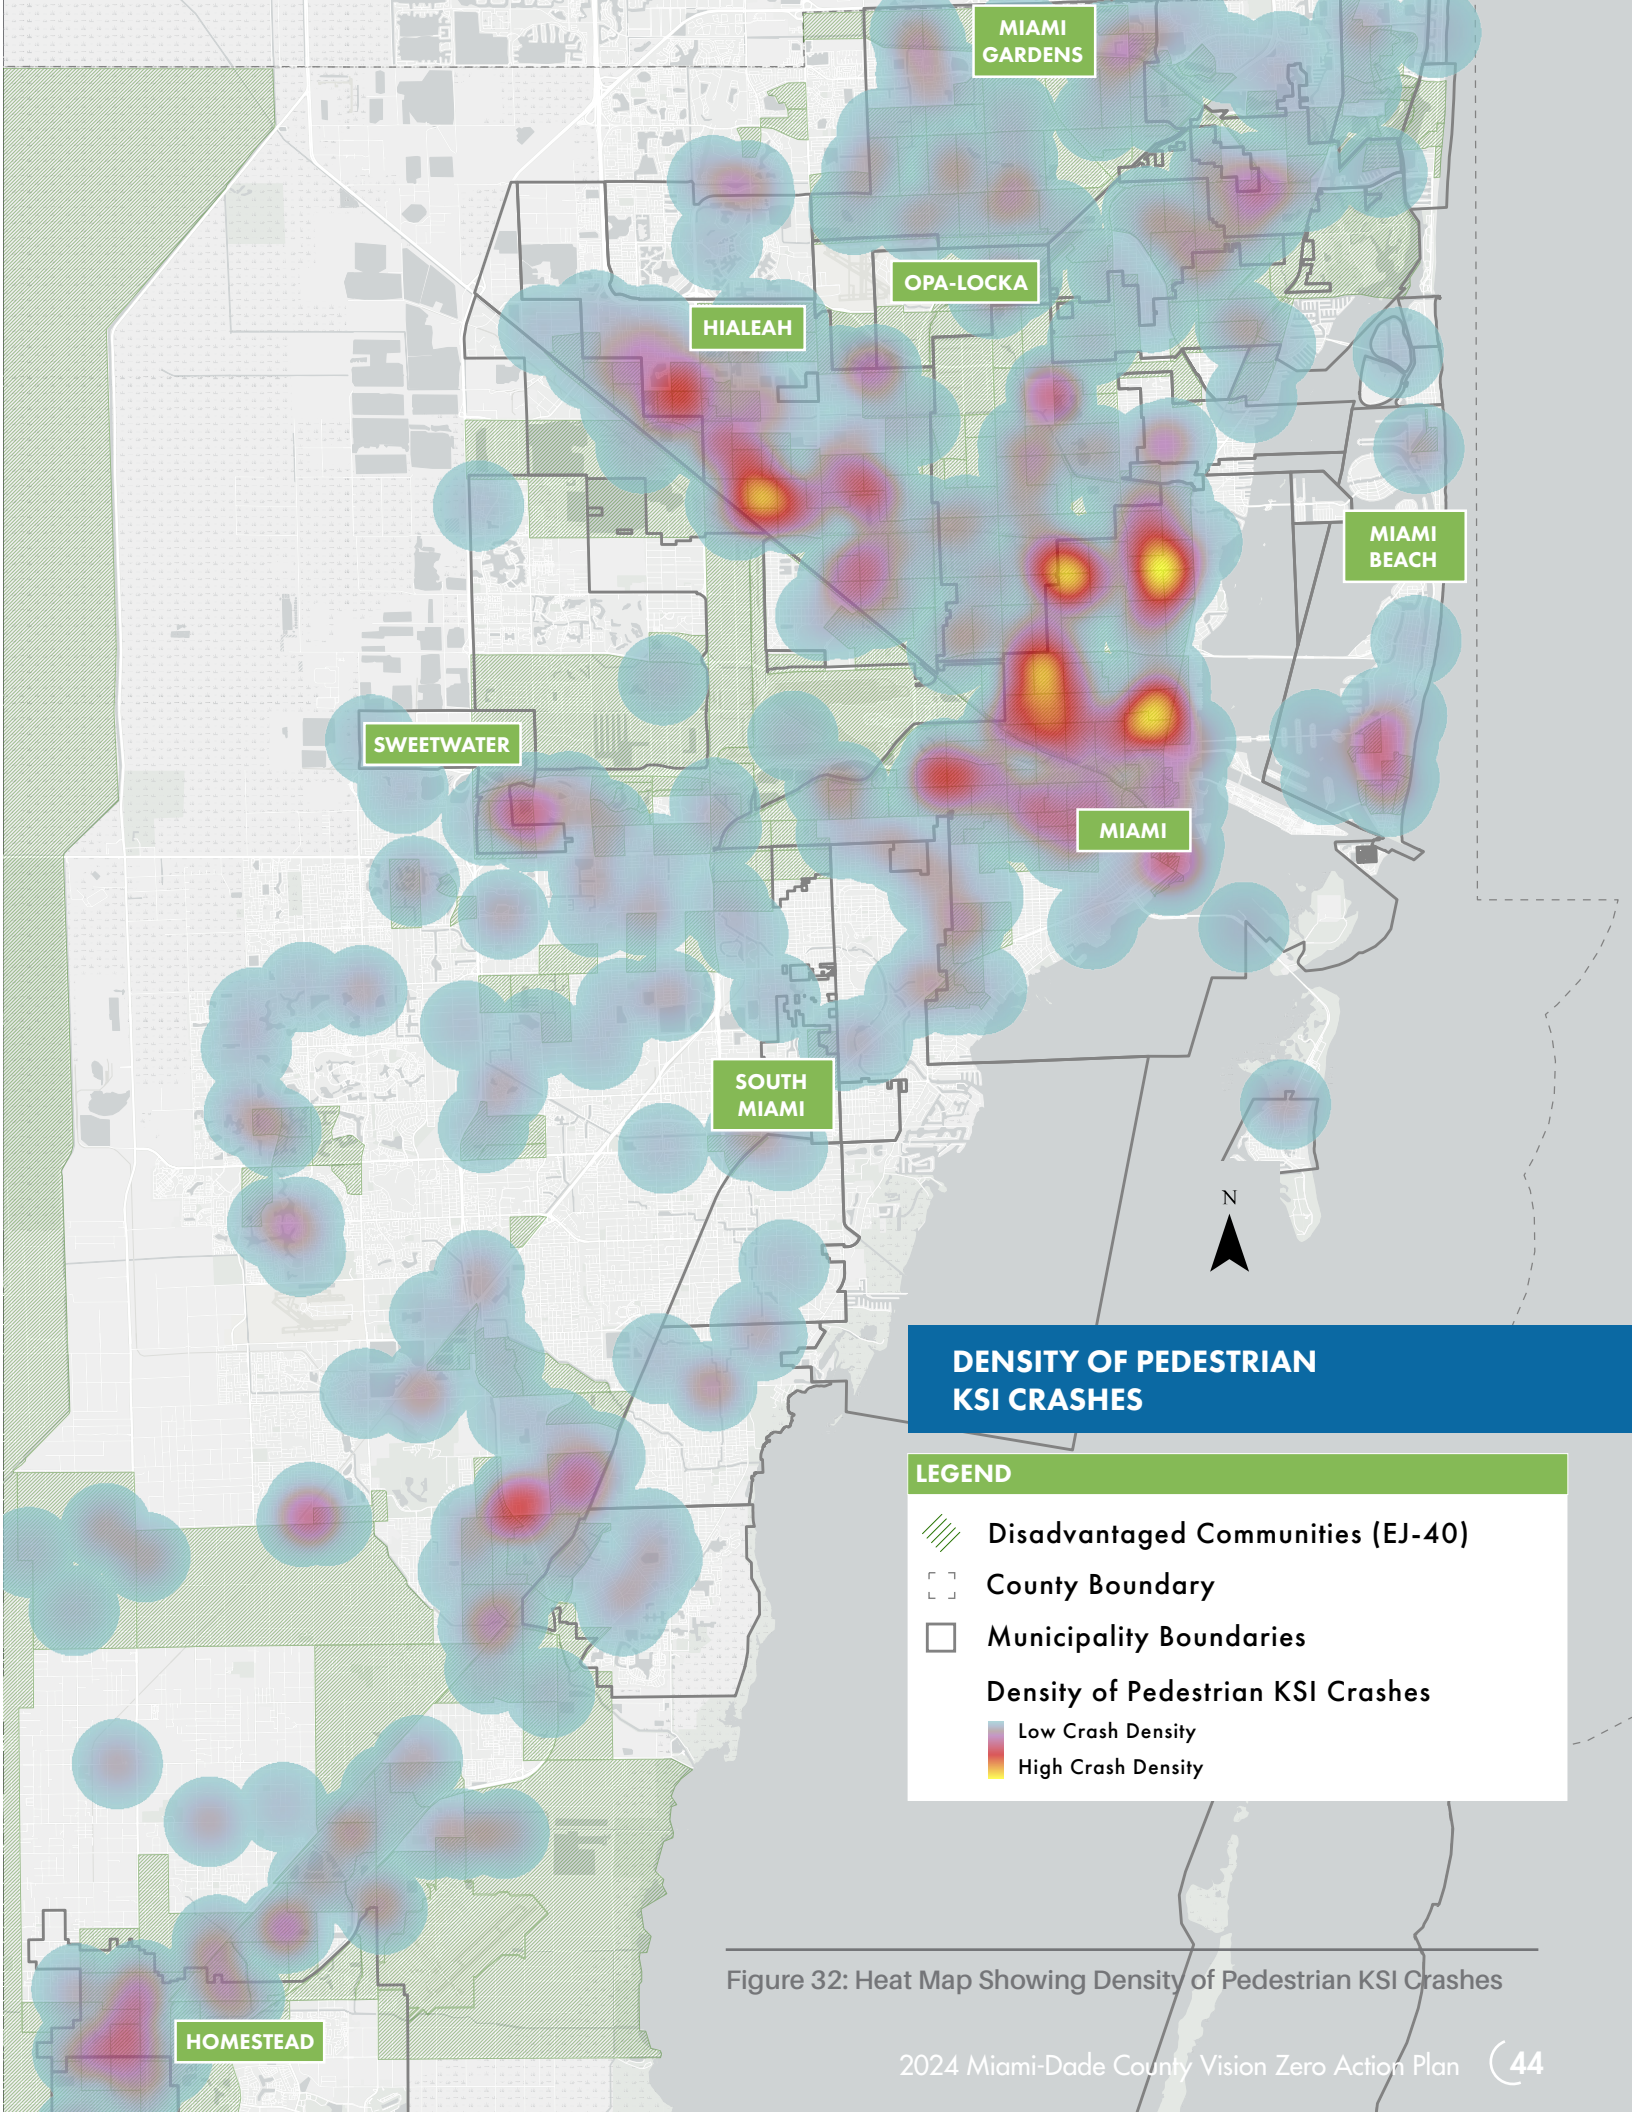 MIAMI
GARDENS
OPA-LOCKA
HIALEAH
MIAMI
BEACH
SWEETWATER
MIAMI
SOUTH
MIAMI
N
DENSITY OF PEDESTRIAN
KSI CRASHES
LEGEND
Disadvantaged Communities (EJ-40)
County Boundary
Municipality Boundaries
Density of Pedestrian KSI Crashes
Low Crash Density
High Crash Density
Figure 32: Heat Map Showing Density of Pedestrian KSI Crashes
HOMESTEAD
2024 Miami-Dade County Vision Zero Action Plan 44